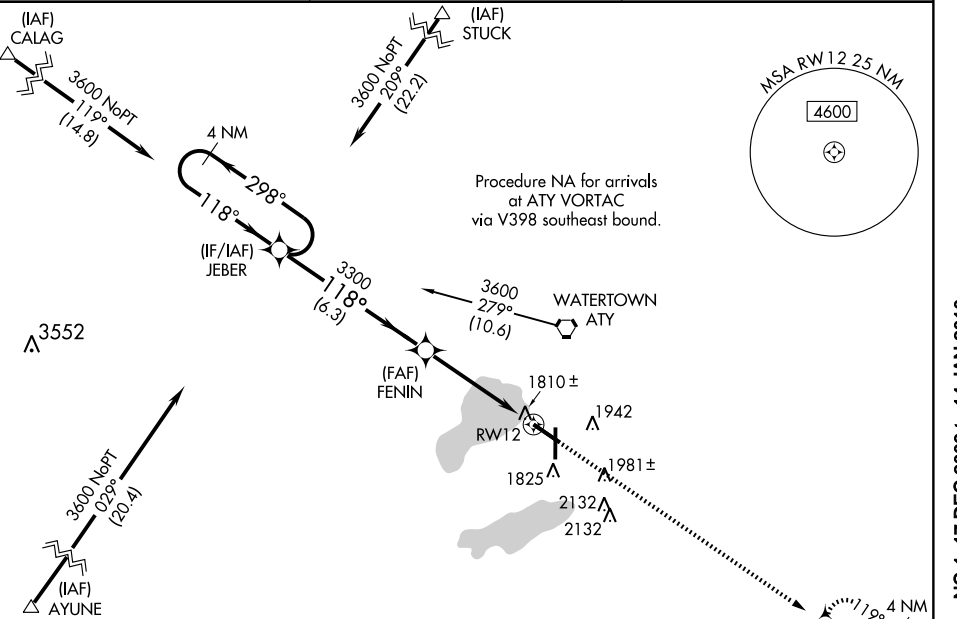 (IAF)
CALAG
3600 NoPT
119°
(14.8)
(IAF)
STUCK
3600 NoPT
209°
(22.2)
MSA RW12 25 NM
4600
4 NM
298°
118°
(IF/IAF)
JEBER
Procedure NA for arrivals
at ATY VORTAC
via V398 southeast bound.
3300
118°
(6.3)
3600
279°
(10.6)
WATERTOWN
ATY
3552
(FAF)
FENIN
1810 ±
RW12
1942
1825
1981±
2132
2132
3600 NoPT
029°
(20.4)
(IAF)
AYUNE
119°
4 NM